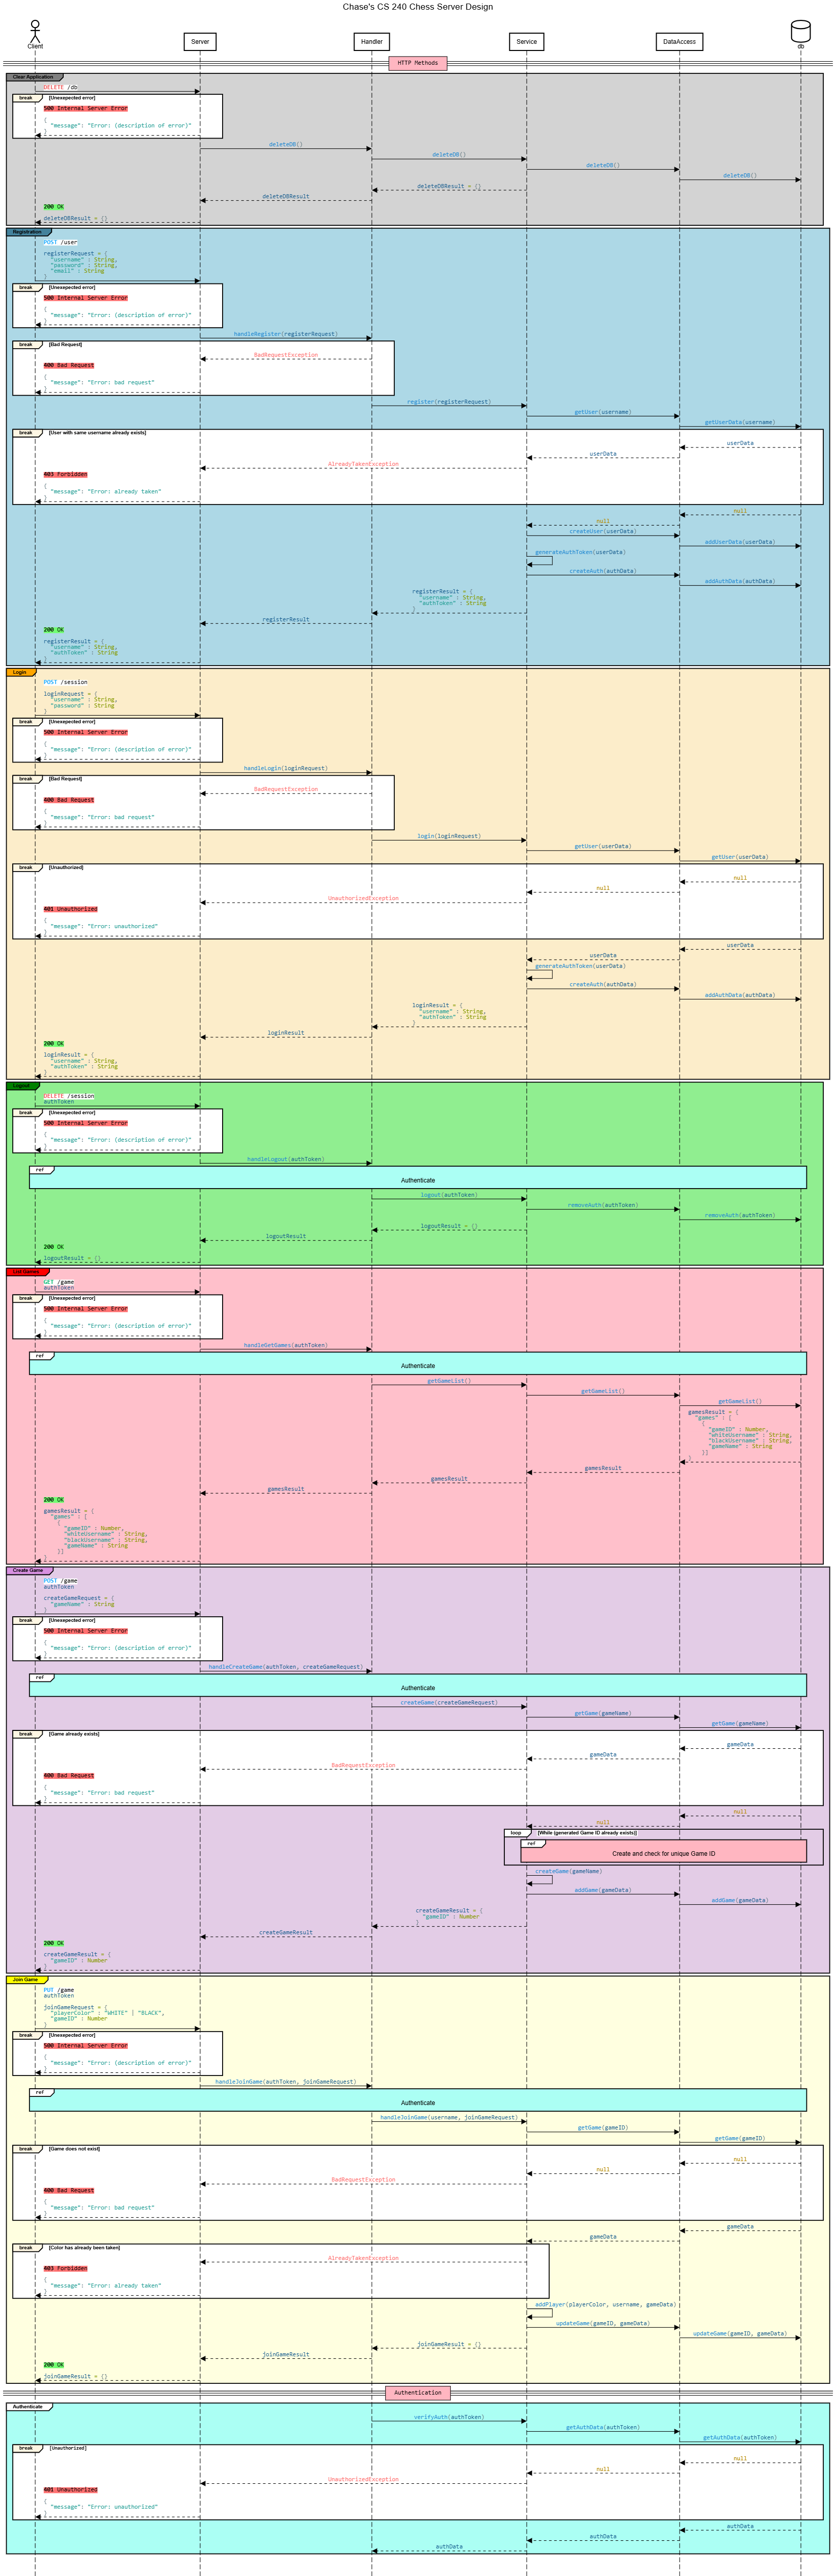 Chase's CS 240 Chess Server Design
Client
Server
Handler
Service
DataAccess
db
HTTP Methods
Clear Application
DELETE /db
break [Unexepected error]
500 Internal Server Error
{
"message": "Error: (description of error)"
}
deleteDB()
deleteDB()
deleteDB()
deleteDB()
deleteDBResult = {}
deleteDBResult
200 OK
deleteDBResult = {}
Registration
POST /user
registerRequest = {
"username" : String,
"password" : String,
"email" : String
}
break [Unexepected error]
500 Internal Server Error
{
"message": "Error: (description of error)"
}
handleRegister(registerRequest)
break [Bad Request]
BadRequestException
400 Bad Request
{
"message": "Error: bad request"
}
register(registerRequest)
getUser(username)
getUserData(username)
break [User with same username already exists]
userData
userData
AlreadyTakenException
403 Forbidden
{
"message": "Error: already taken"
}
null
null
createUser(userData)
addUserData(userData)
generateAuthToken(userData)
createAuth(authData)
addAuthData(authData)
registerResult = {
"username" : String,
"authToken" : String
}
registerResult
200 OK
registerResult = {
"username" : String,
"authToken" : String
}
Login
POST /session
loginRequest = {
"username" : String,
"password" : String
}
break [Unexepected error]
500 Internal Server Error
{
"message": "Error: (description of error)"
}
handleLogin(loginRequest)
break [Bad Request]
BadRequestException
400 Bad Request
{
"message": "Error: bad request"
}
login(loginRequest)
getUser(userData)
getUser(userData)
break [Unauthorized]
null
null
UnauthorizedException
401 Unauthorized
{
"message": "Error: unauthorized"
}
userData
userData
generateAuthToken(userData)
createAuth(authData)
addAuthData(authData)
loginResult = {
"username" : String,
"authToken" : String
}
loginResult
200 OK
loginResult = {
"username" : String,
"authToken" : String
}
Logout
DELETE /session
authToken
break [Unexepected error]
500 Internal Server Error
{
"message": "Error: (description of error)"
}
handleLogout(authToken)
ref
Authenticate
logout(authToken)
removeAuth(authToken)
removeAuth(authToken)
logoutResult = {}
logoutResult
200 OK
logoutResult = {}
List Games
GET /game
authToken
break [Unexepected error]
500 Internal Server Error
{
"message": "Error: (description of error)"
}
handleGetGames(authToken)
ref
Authenticate
getGameList()
getGameList()
getGameList()
gamesResult = {
"games" : [
{
"gameID" : Number,
"whiteUsername" : String,
"blackUsername" : String,
"gameName" : String
}]
}
gamesResult
gamesResult
gamesResult
200 OK
gamesResult = {
"games" : [
{
"gameID" : Number,
"whiteUsername" : String,
"blackUsername" : String,
"gameName" : String
}]
}
Create Game
POST /game
authToken
createGameRequest = {
"gameName" : String
}
break [Unexepected error]
500 Internal Server Error
{
"message": "Error: (description of error)"
}
handleCreateGame(authToken, createGameRequest)
ref
Authenticate
createGame(createGameRequest)
getGame(gameName)
getGame(gameName)
break [Game already exists]
gameData
gameData
BadRequestException
400 Bad Request
{
"message": "Error: bad request"
}
null
null
loop [While (generated Game ID already exists)]
ref
Create and check for unique Game ID
createGame(gameName)
addGame(gameData)
addGame(gameData)
createGameResult = {
"gameID" : Number
}
createGameResult
200 OK
createGameResult = {
"gameID" : Number
}
Join Game
PUT /game
authToken
joinGameRequest = {
"playerColor" : "WHITE" | "BLACK",
"gameID" : Number
}
break [Unexepected error]
500 Internal Server Error
{
"message": "Error: (description of error)"
}
handleJoinGame(authToken, joinGameRequest)
ref
Authenticate
handleJoinGame(username, joinGameRequest)
getGame(gameID)
getGame(gameID)
break [Game does not exist]
null
null
BadRequestException
400 Bad Request
{
"message": "Error: bad request"
}
gameData
gameData
break [Color has already been taken]
AlreadyTakenException
403 Forbidden
{
"message": "Error: already taken"
}
addPlayer(playerColor, username, gameData)
updateGame(gameID, gameData)
updateGame(gameID, gameData)
joinGameResult = {}
joinGameResult
200 OK
joinGameResult = {}
Authentication
Authenticate
verifyAuth(authToken)
getAuthData(authToken)
getAuthData(authToken)
break [Unauthorized]
null
null
UnauthorizedException
401 Unauthorized
{
"message": "Error: unauthorized"
}
authData
authData
authData